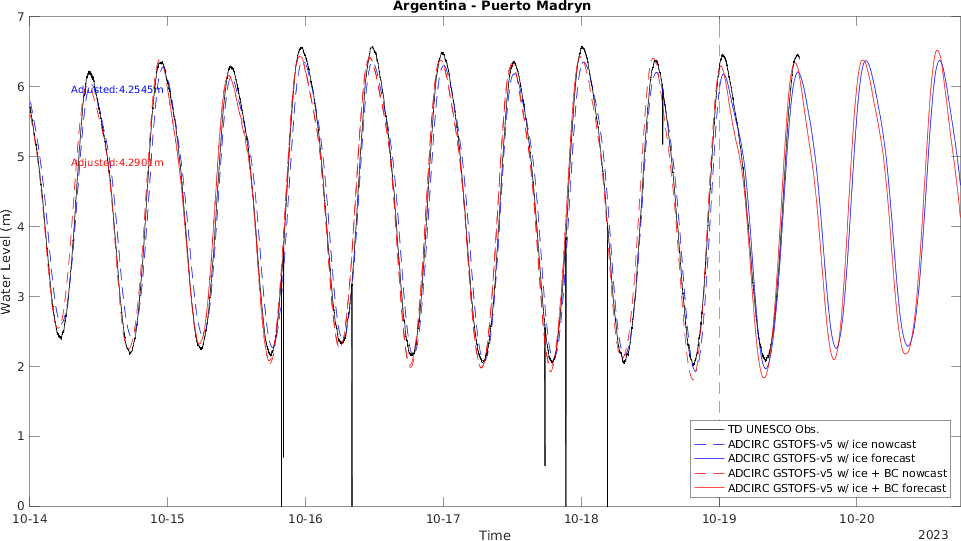 Argentina - Puerto Madryn
7
6
5
4
3
2
1
0
Water Level (m)
Adjusted:4.2545m
Adjusted:4.2901m
TD UNESCO Obs.
ADCIRC GSTOFS-v5 w/ ice nowcast
ADCIRC GSTOFS-v5 w/ ice forecast
ADCIRC GSTOFS-v5 w/ ice + BC nowcast
ADCIRC GSTOFS-v5 w/ ice + BC forecast
10-14 10-15 10-16 10-17 10-18 10-19 10-20
Time
2023